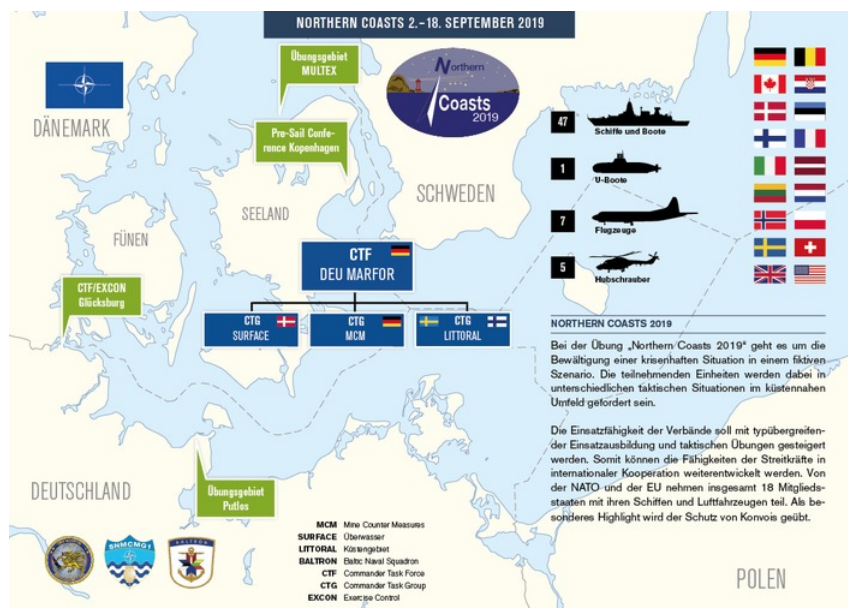 NORTHERN COASTS 2.–18. SEPTEMBER 2019
Übungsgebiet
MULTEX
Northern
Coasts
2019
DÄNEMARK
Pre-Sail Confe-
rence Kopenhagen
SCHWEDEN
SEELAND
FÜNEN
47
Schiffe und Boote
1
U-Boote
7
Flugzeuge
5
Hubschrauber
CTF
DEU MARFOR
CTF/EXCON
Glücksburg
CTG
SURFACE
CTG
MCM
CTG
LITTORAL
NORTHERN COASTS 2019
Bei der Übung „Northern Coasts 2019“ geht es um die
Bewältigung einer krisenhaften Situation in einem fiktiven
Szenario. Die teilnehmenden Einheiten werden dabei in
unterschiedlichen taktischen Situationen im küstennahen
Umfeld gefordert sein.
Die Einsatzfähigkeit der Verbände soll mit typübergreifen-
der Einsatzausbildung und taktischen Übungen gesteigert
werden. Somit können die Fähigkeiten der Streitkräfte in
internationaler Kooperation weiterentwickelt werden. Von
der NATO und der EU nehmen insgesamt 18 Mitglieds-
staaten mit ihren Schiffen und Luftfahrzeugen teil. Als be-
sonderes Highlight wird der Schutz von Konvois geübt.
DEUTSCHLAND
Übungsgebiet
Putlos
SNMCMG1
BALTRON
MCM Mine Counter Measures
SURFACE Überwasser
LITTORAL Küstengebiet
BALTRON Baltic Naval Squadron
CTF Commander Task Force
CTG Commander Task Group
EXCON Exercise Control
POLEN